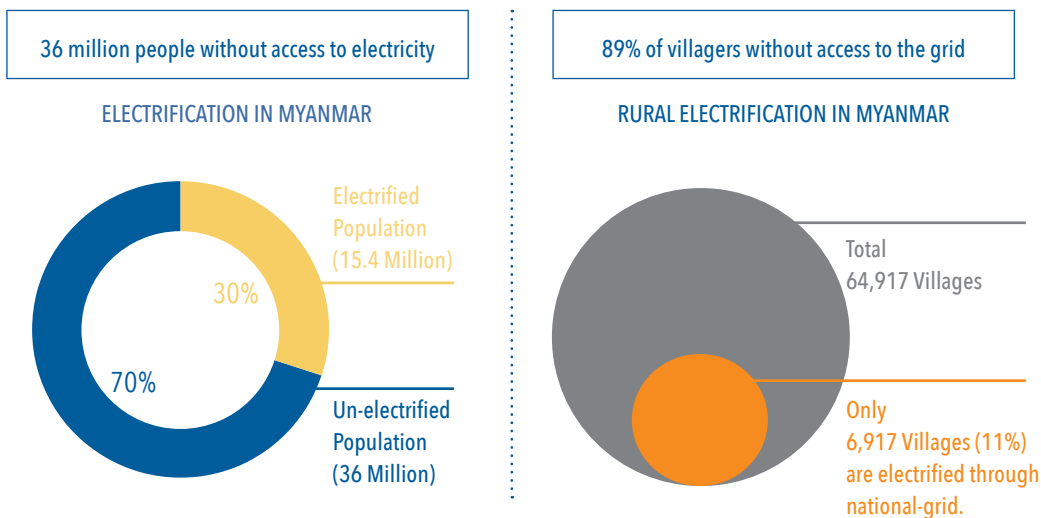 36 million people without access to electricity
ELECTRIFICATION IN MYANMAR
Electrified
Population
(15.4 Million)
30%
70%
Un-electrified
Population
(36 Million)
89% of villagers without access to the grid
RURAL ELECTRIFICATION IN MYANMAR
Total
64,917 Villages
Only
6,917 Villages (11%)
are electrified through
national-grid.